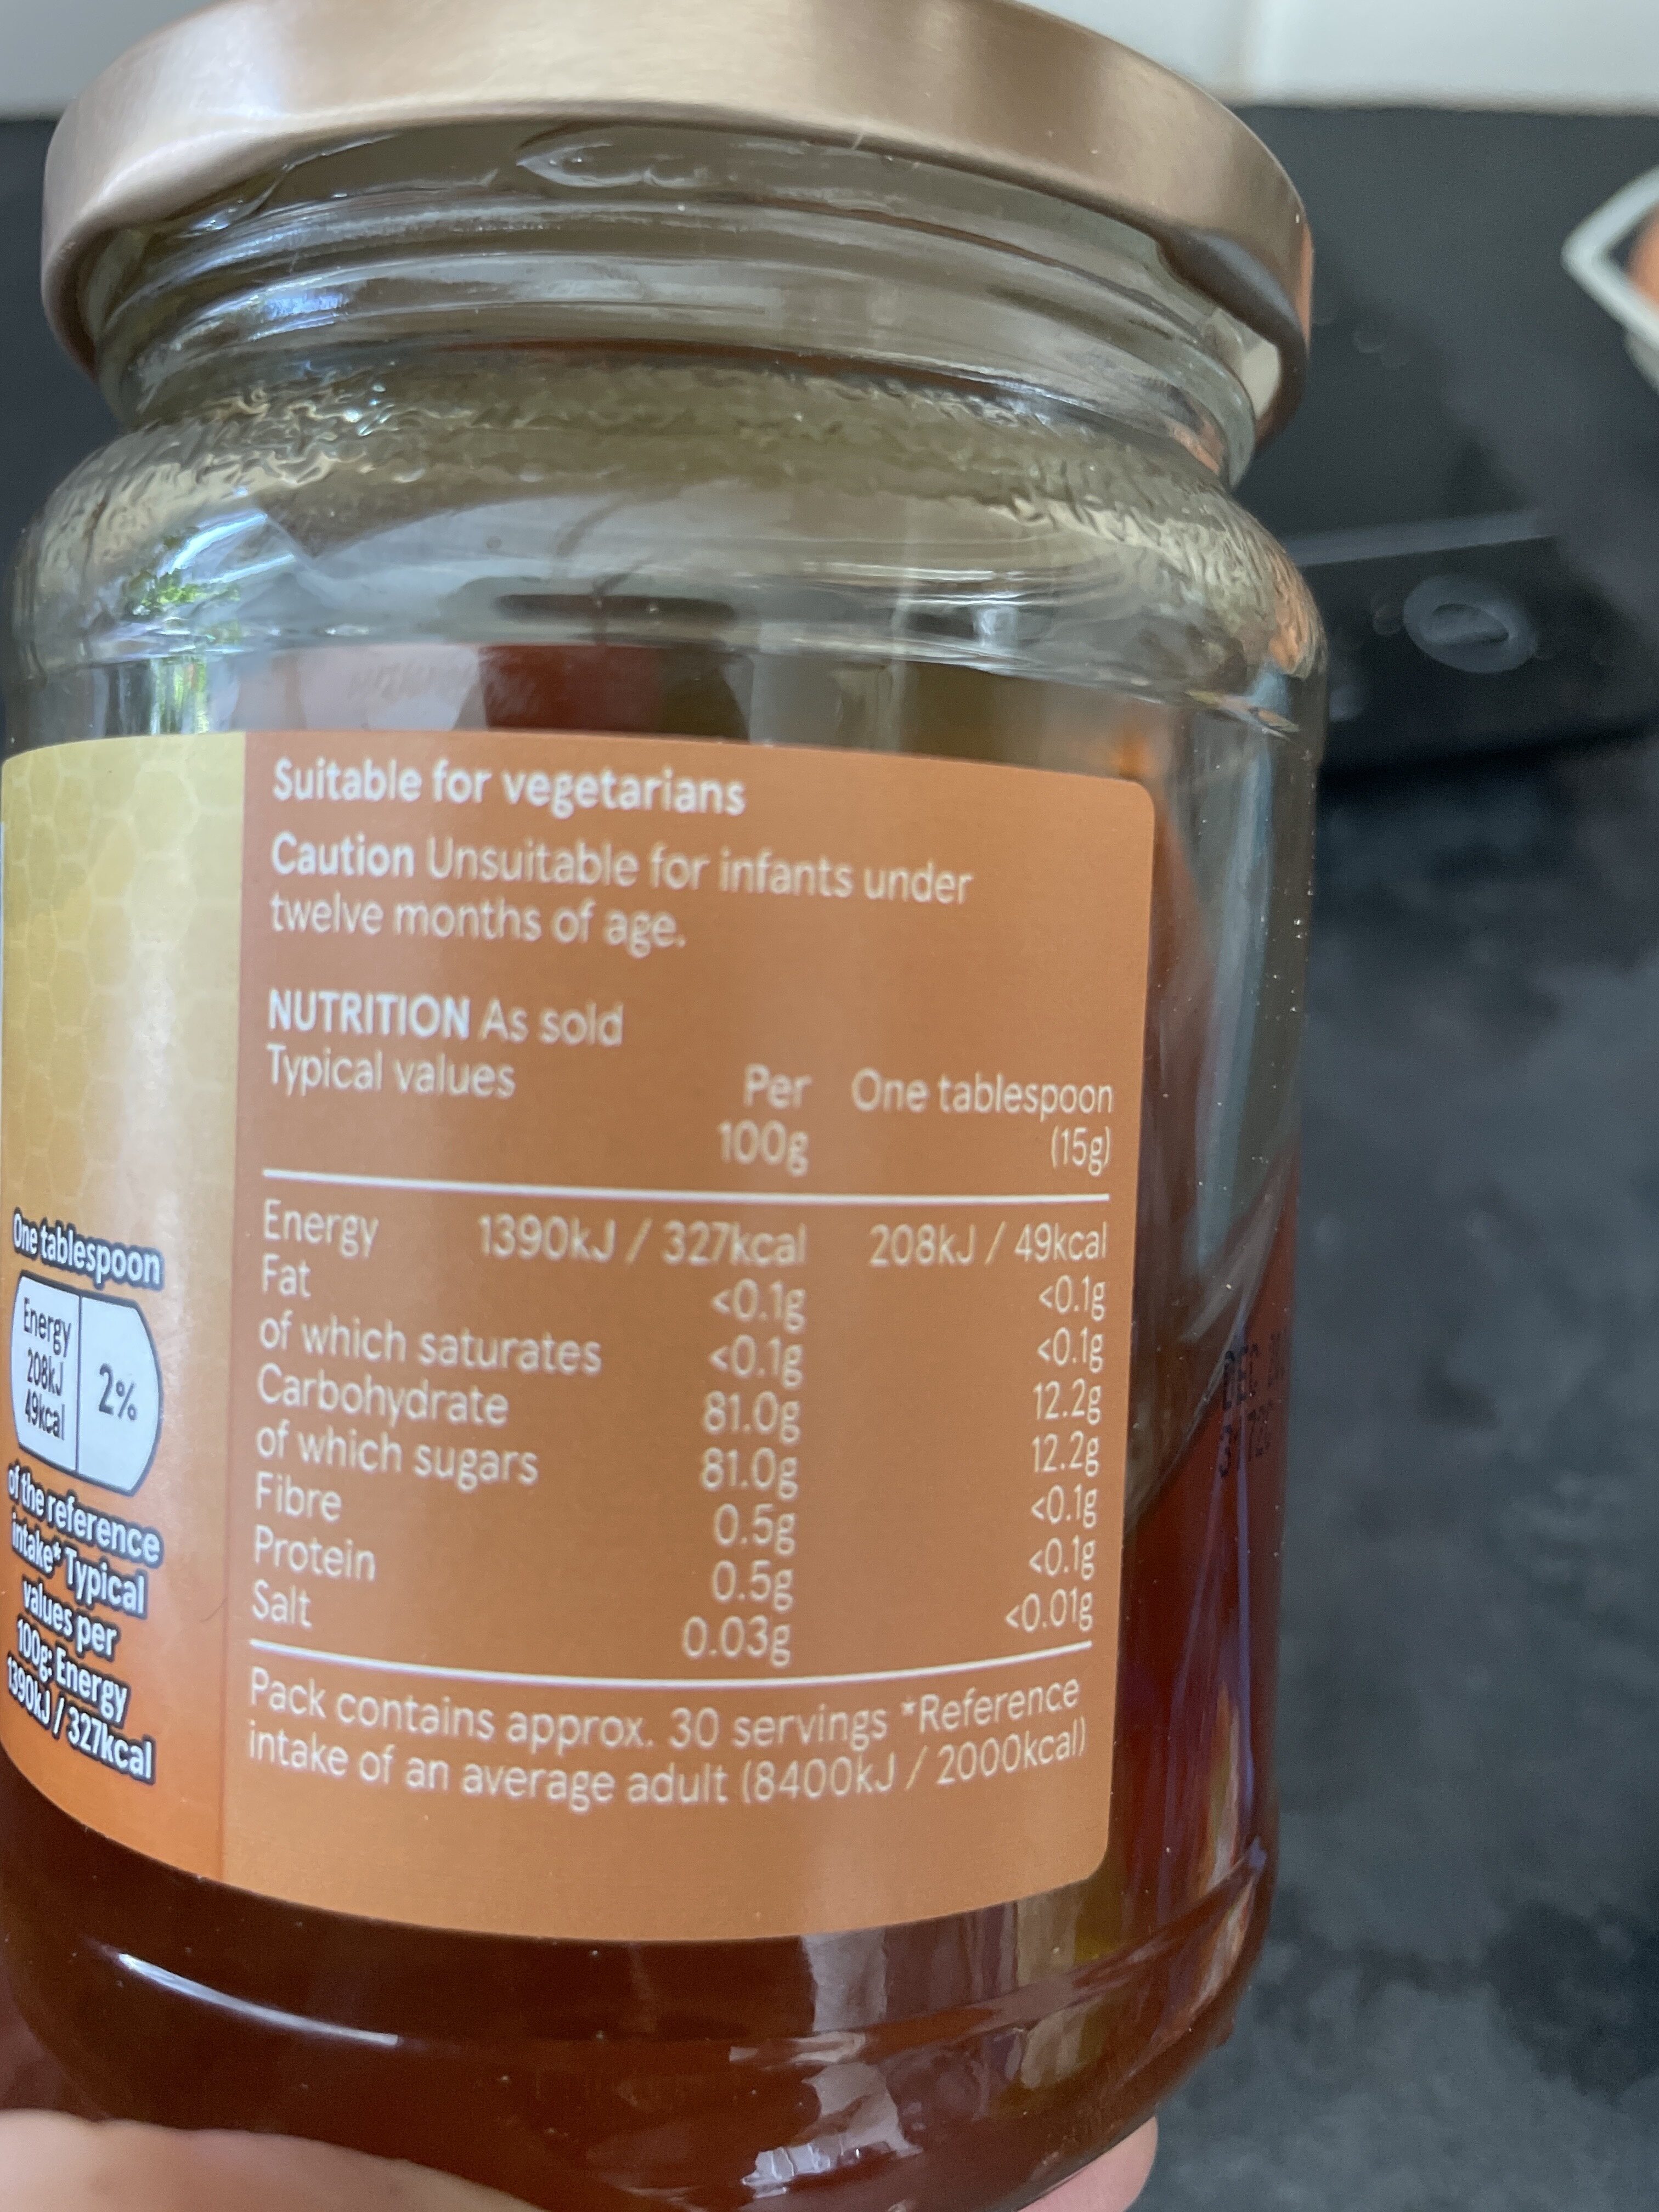 Suitable for vegetarians
Caution Unsuitable for infants under
twelve months of age.
NUTRITION As sold
Typical values Per One tablespoon
100g (15g)
Energy 1390kJ / 327kcal 208kJ / 49kcal
Fat <0.1g <0.1g
of which saturates <0.1g <0.1g
Carbohydrate 81.0g 12.2g
of which sugars 81.0g 12.2g
Fibre 0.5g <0.1g
Protein 0.5g <0.1g
Salt 0.03g <0.01g
Pack contains approx. 30 servings *Reference
intake of an average adult (8400kJ / 2000kcal)
One tablespoon
Energy
208kJ
49kcal
2%
of the reference
intake* Typical
values per
100g: Energy
1390kJ / 327kcal
DEC